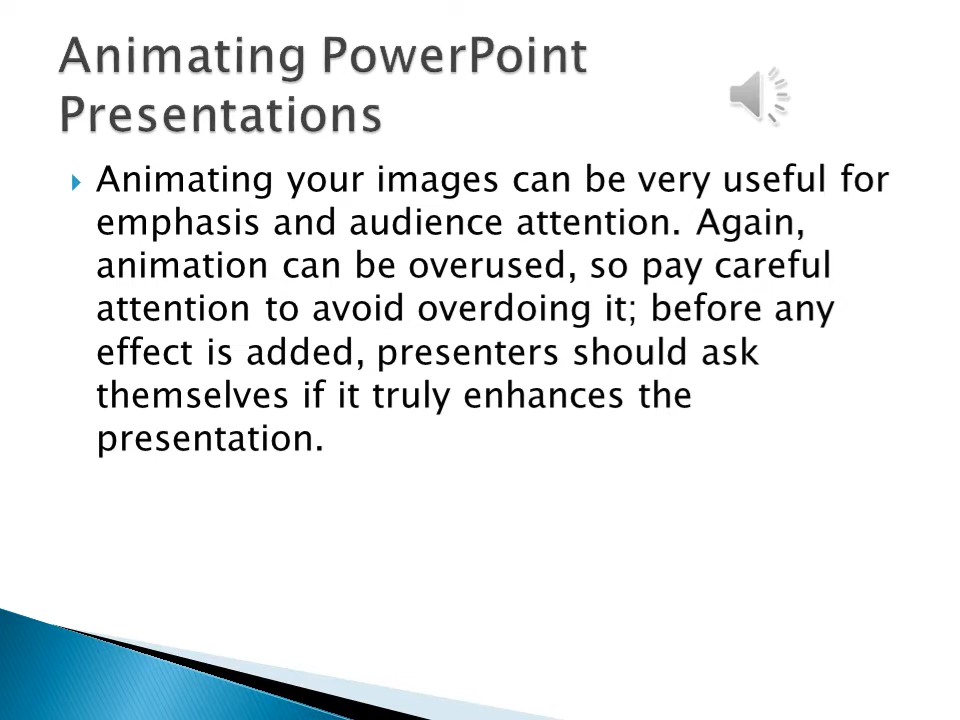 Animating PowerPoint
Presentations
Animating your images can be very useful for
emphasis and audience attention. Again,
animation can be overused, so pay careful
attention to avoid overdoing it; before any
effect is added, presenters should ask
themselves if it truly enhances the
presentation.